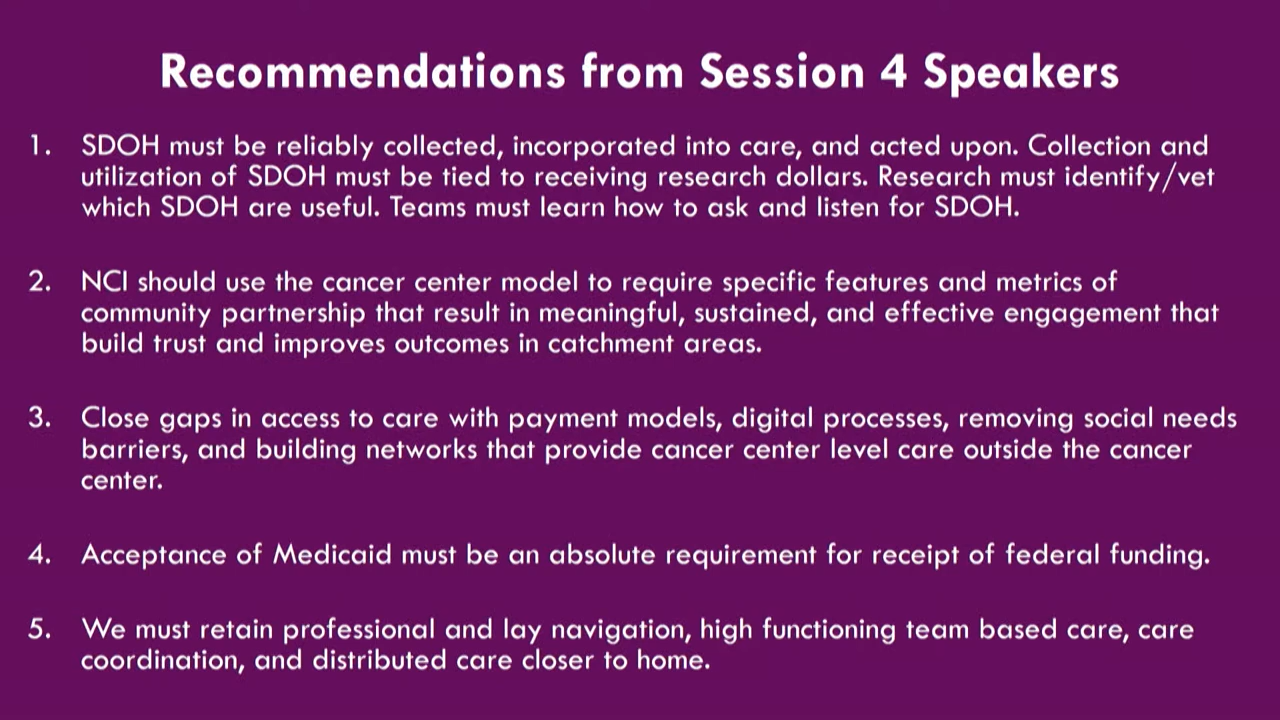 Recommendations from Session 4 Speakers
1. SDOH must be reliably collected, incorporated into care, and acted upon. Collection and
utilization of SDOH must be tied to receiving research dollars. Research must identify/vet
which SDOH are useful. Teams must learn how to ask and listen for SDOH.
2. NCI should use the cancer center model to require specific features and metrics of
community partnership that result in meaningful, sustained, and effective engagement that
build trust and improves outcomes in catchment areas.
3. Close gaps in access to care with payment models, digital processes, removing social needs
barriers, and building networks that provide cancer center level care outside the cancer
center.
4. Acceptance of Medicaid must be an absolute requirement for receipt of federal funding.
5. We must retain professional and lay navigation, high functioning team based care, care
coordination, and distributed care closer to home.